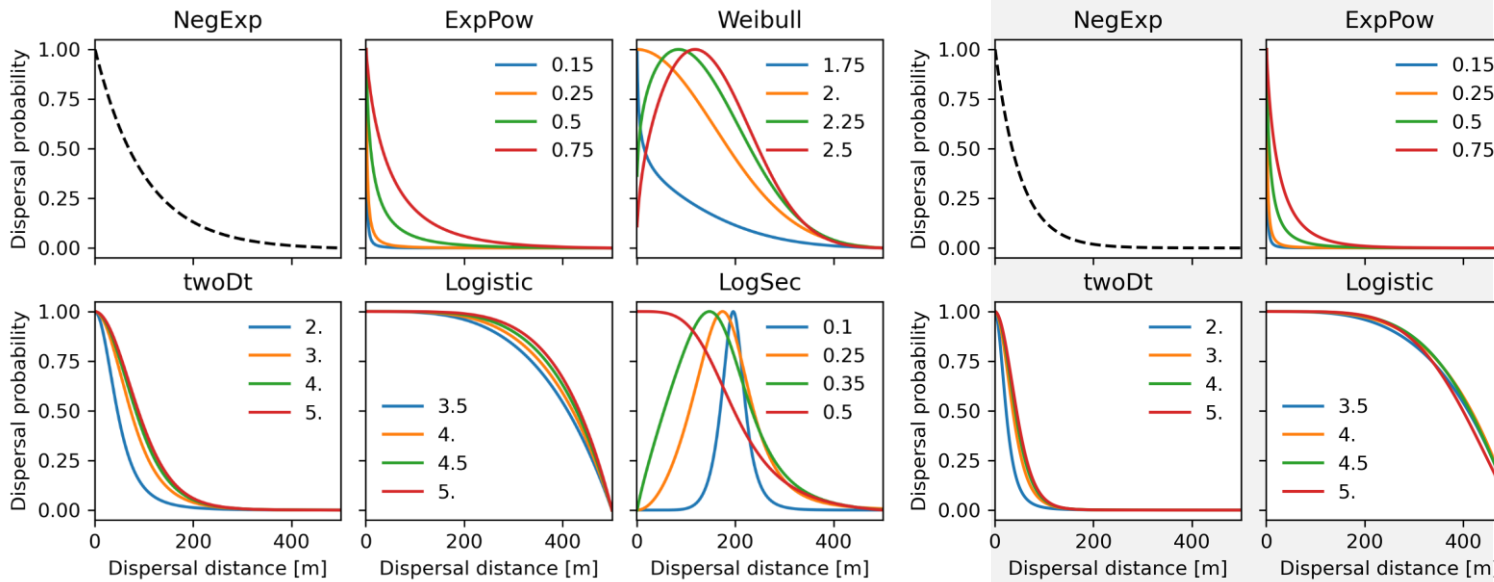 NegExp
ExpPow
Weibull
NegExp
ExpPow
Dispersal probability
1.00
0.75
0.50
0.25
0.00
0.15
0.25
0.5
0.75
1.75
2.
2.25
2.5
Dispersal probability
1.00
0.75
0.50
0.25
0.00
0.15
0.25
0.5
0.75
twoDt
Logistic
LogSec
twoDt
Logistic
Dispersal probability
1.00
0.75
0.50
0.25
0.00
2.
3.
4.
5.
3.5
4.
4.5
5.
0.1
0.25
0.35
0.5
Dispersal probability
1.00
0.75
0.50
0.25
0.00
2.
3.
4.
5.
3.5
4.
4.5
5.
0 200 400
0 200 400
0 200 400
0 200 400
0 200 400
Dispersal distance [m]
Dispersal distance [m]
Dispersal distance [m]
Dispersal distance [m]
Dispersal distance [m]